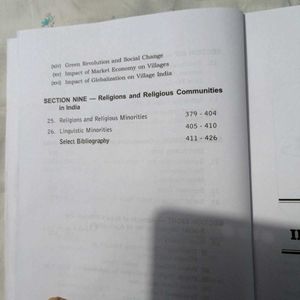 (xiv) Green Revolution and Social Change
(xv) Impact of Market Economy on Villages
(xvi) Impact of Globalization on Village India
SECTION NINE — Religions and Religious Communities
in India
25. Religions and Religious Minorities 379 - 404
26. Linguistic Minorities 405 - 410
Select Bibliography 411 - 426